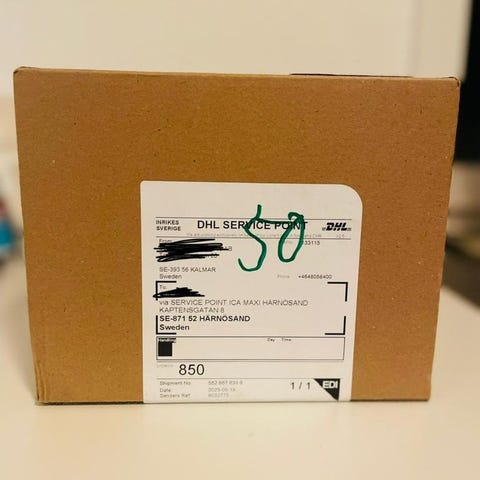 INRIKES
SVERIGE
DHL SERVICE POINT
DHL
50
From
SE-393 56 KALMAR
Sweden
Phone +4648058400
To
via SERVICE POINT ICA MAXI HÄRNÖSAND
KAPTENSGATAN 8
SE-871 52 HÄRNÖSAND
Sweden
Day Time
850
1 / 1
EDI
Shipment No
Date
Senders Ref